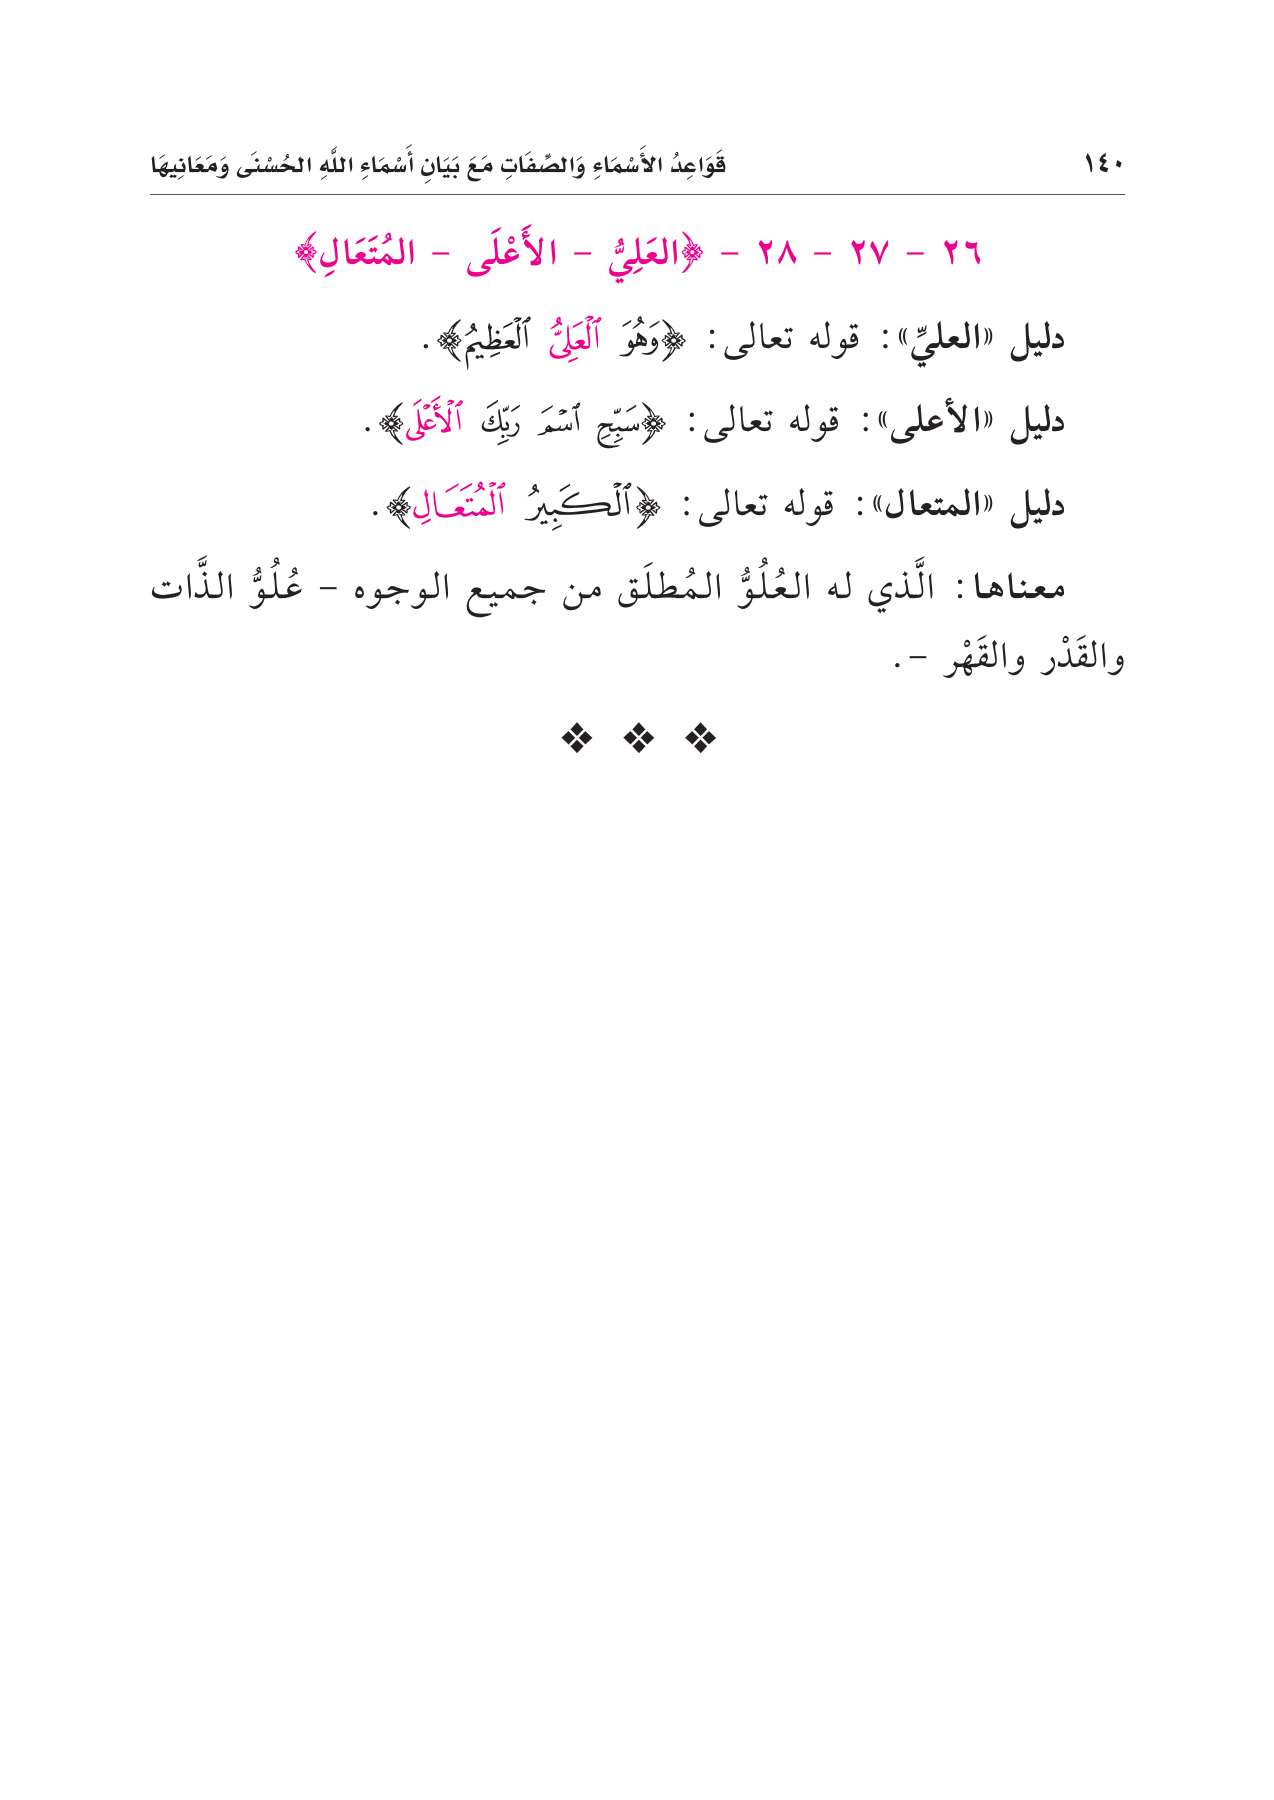 ١٤٠ قَوَاعِدُ الأَسْمَاءِ وَالصِّفَاتِ مَعَ بَيَانِ أَسْمَاءِ اللَّهِ الحُسْنَى وَمَعَانِيهَا
٢٦ - ٢٧ - ٢٨ - ﴿العَلِيُّ - الأَعْلَى - المُتَعَالِ﴾
دليل «العليِّ»: قوله تعالى: ﴿وَهُوَ ٱلْعَلِىُّ ٱلْعَظِيمُ﴾.
دليل «الأعلى»: قوله تعالى: ﴿سَبِّحِ ٱسْمَ رَبِّكَ ٱلْأَعْلَى﴾.
دليل «المتعال»: قوله تعالى: ﴿ٱلْكَبِيرُ ٱلْمُتَعَالِ﴾.
معناها: الَّذي له العُلُوُّ المُطلَق من جميع الوجوه - عُلُوُّ الذَّات
والقَدْر والقَهْر -.